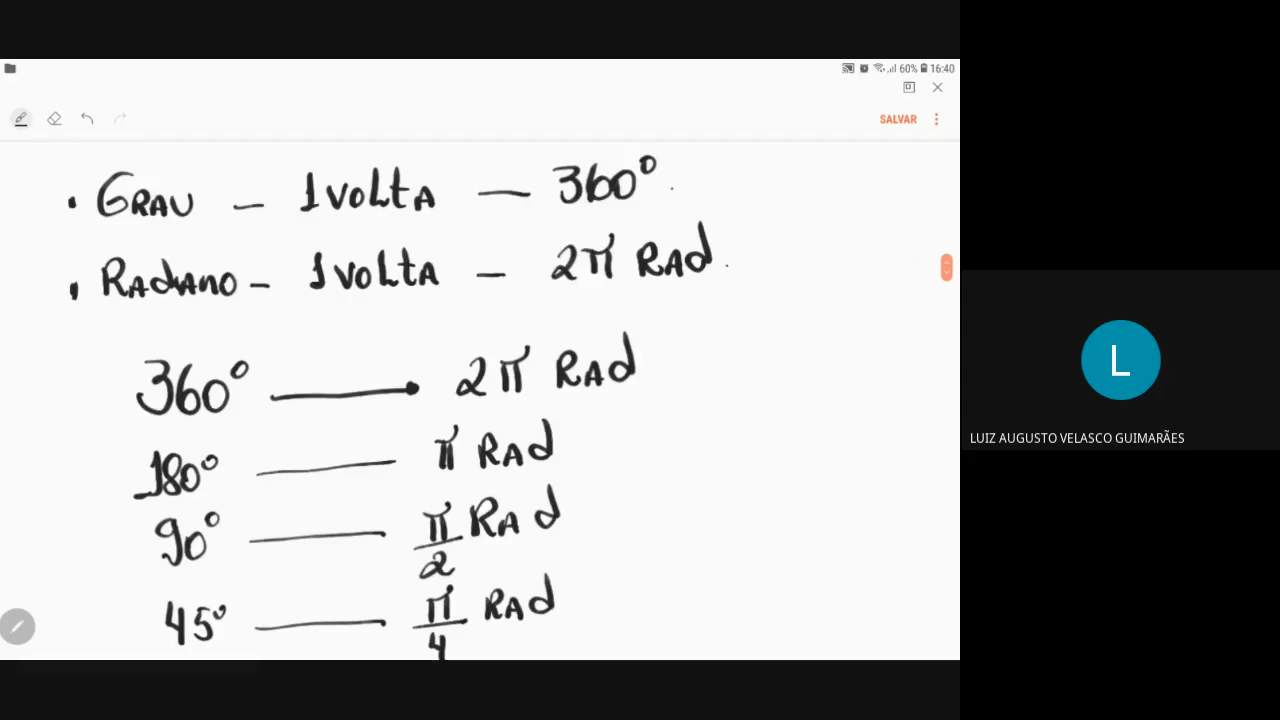 60% 16:40
SALVAR
• GRAU – 1 VOLTA — 360°
• RADIANO – 1 VOLTA – 2π RAD
360° —— 2π RAD
180° —— π RAD
90° —— π/2 RAD
45° —— π/4 RAD
L
LUIZ AUGUSTO VELASCO GUIMARÃES